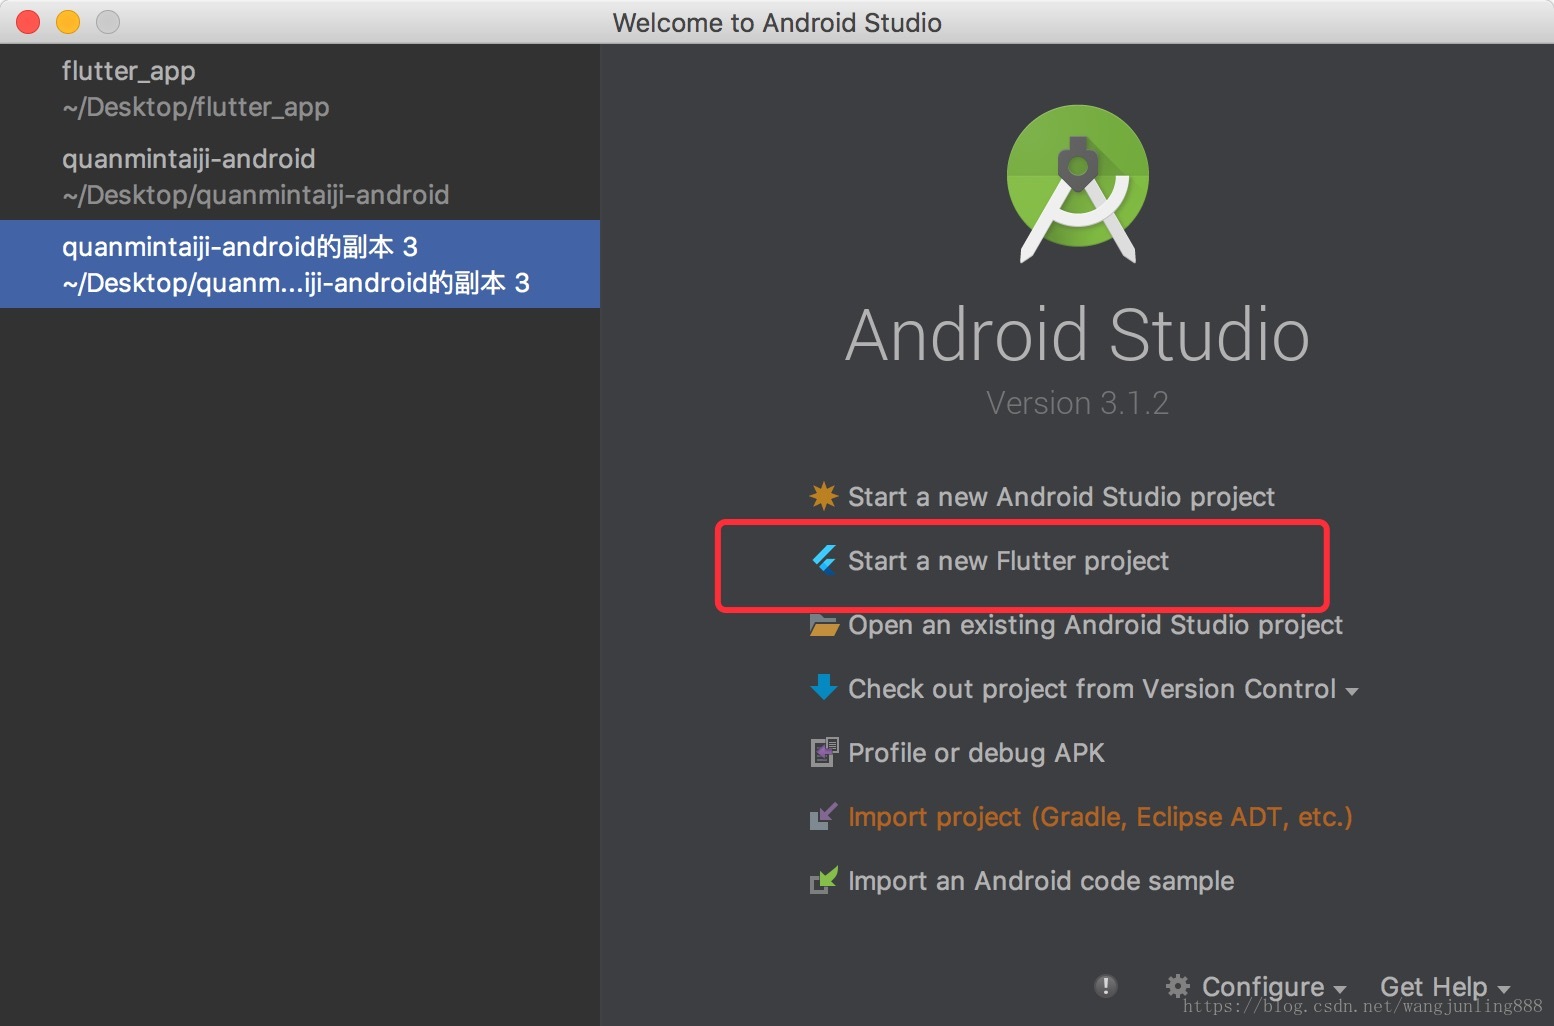 Welcome to Android Studio
flutter_app
~/Desktop/flutter_app
quanmintaiji-android
~/Desktop/quanmintaiji-android
quanmintaiji-android的副本 3
~/Desktop/quanm...iji-android的副本 3
Android Studio
Version 3.1.2
Start a new Android Studio project
Start a new Flutter project
Open an existing Android Studio project
Check out project from Version Control
Profile or debug APK
Import project (Gradle, Eclipse ADT, etc.)
Import an Android code sample
Configure
Get Help
https://blog.csdn.net/wangjunling888